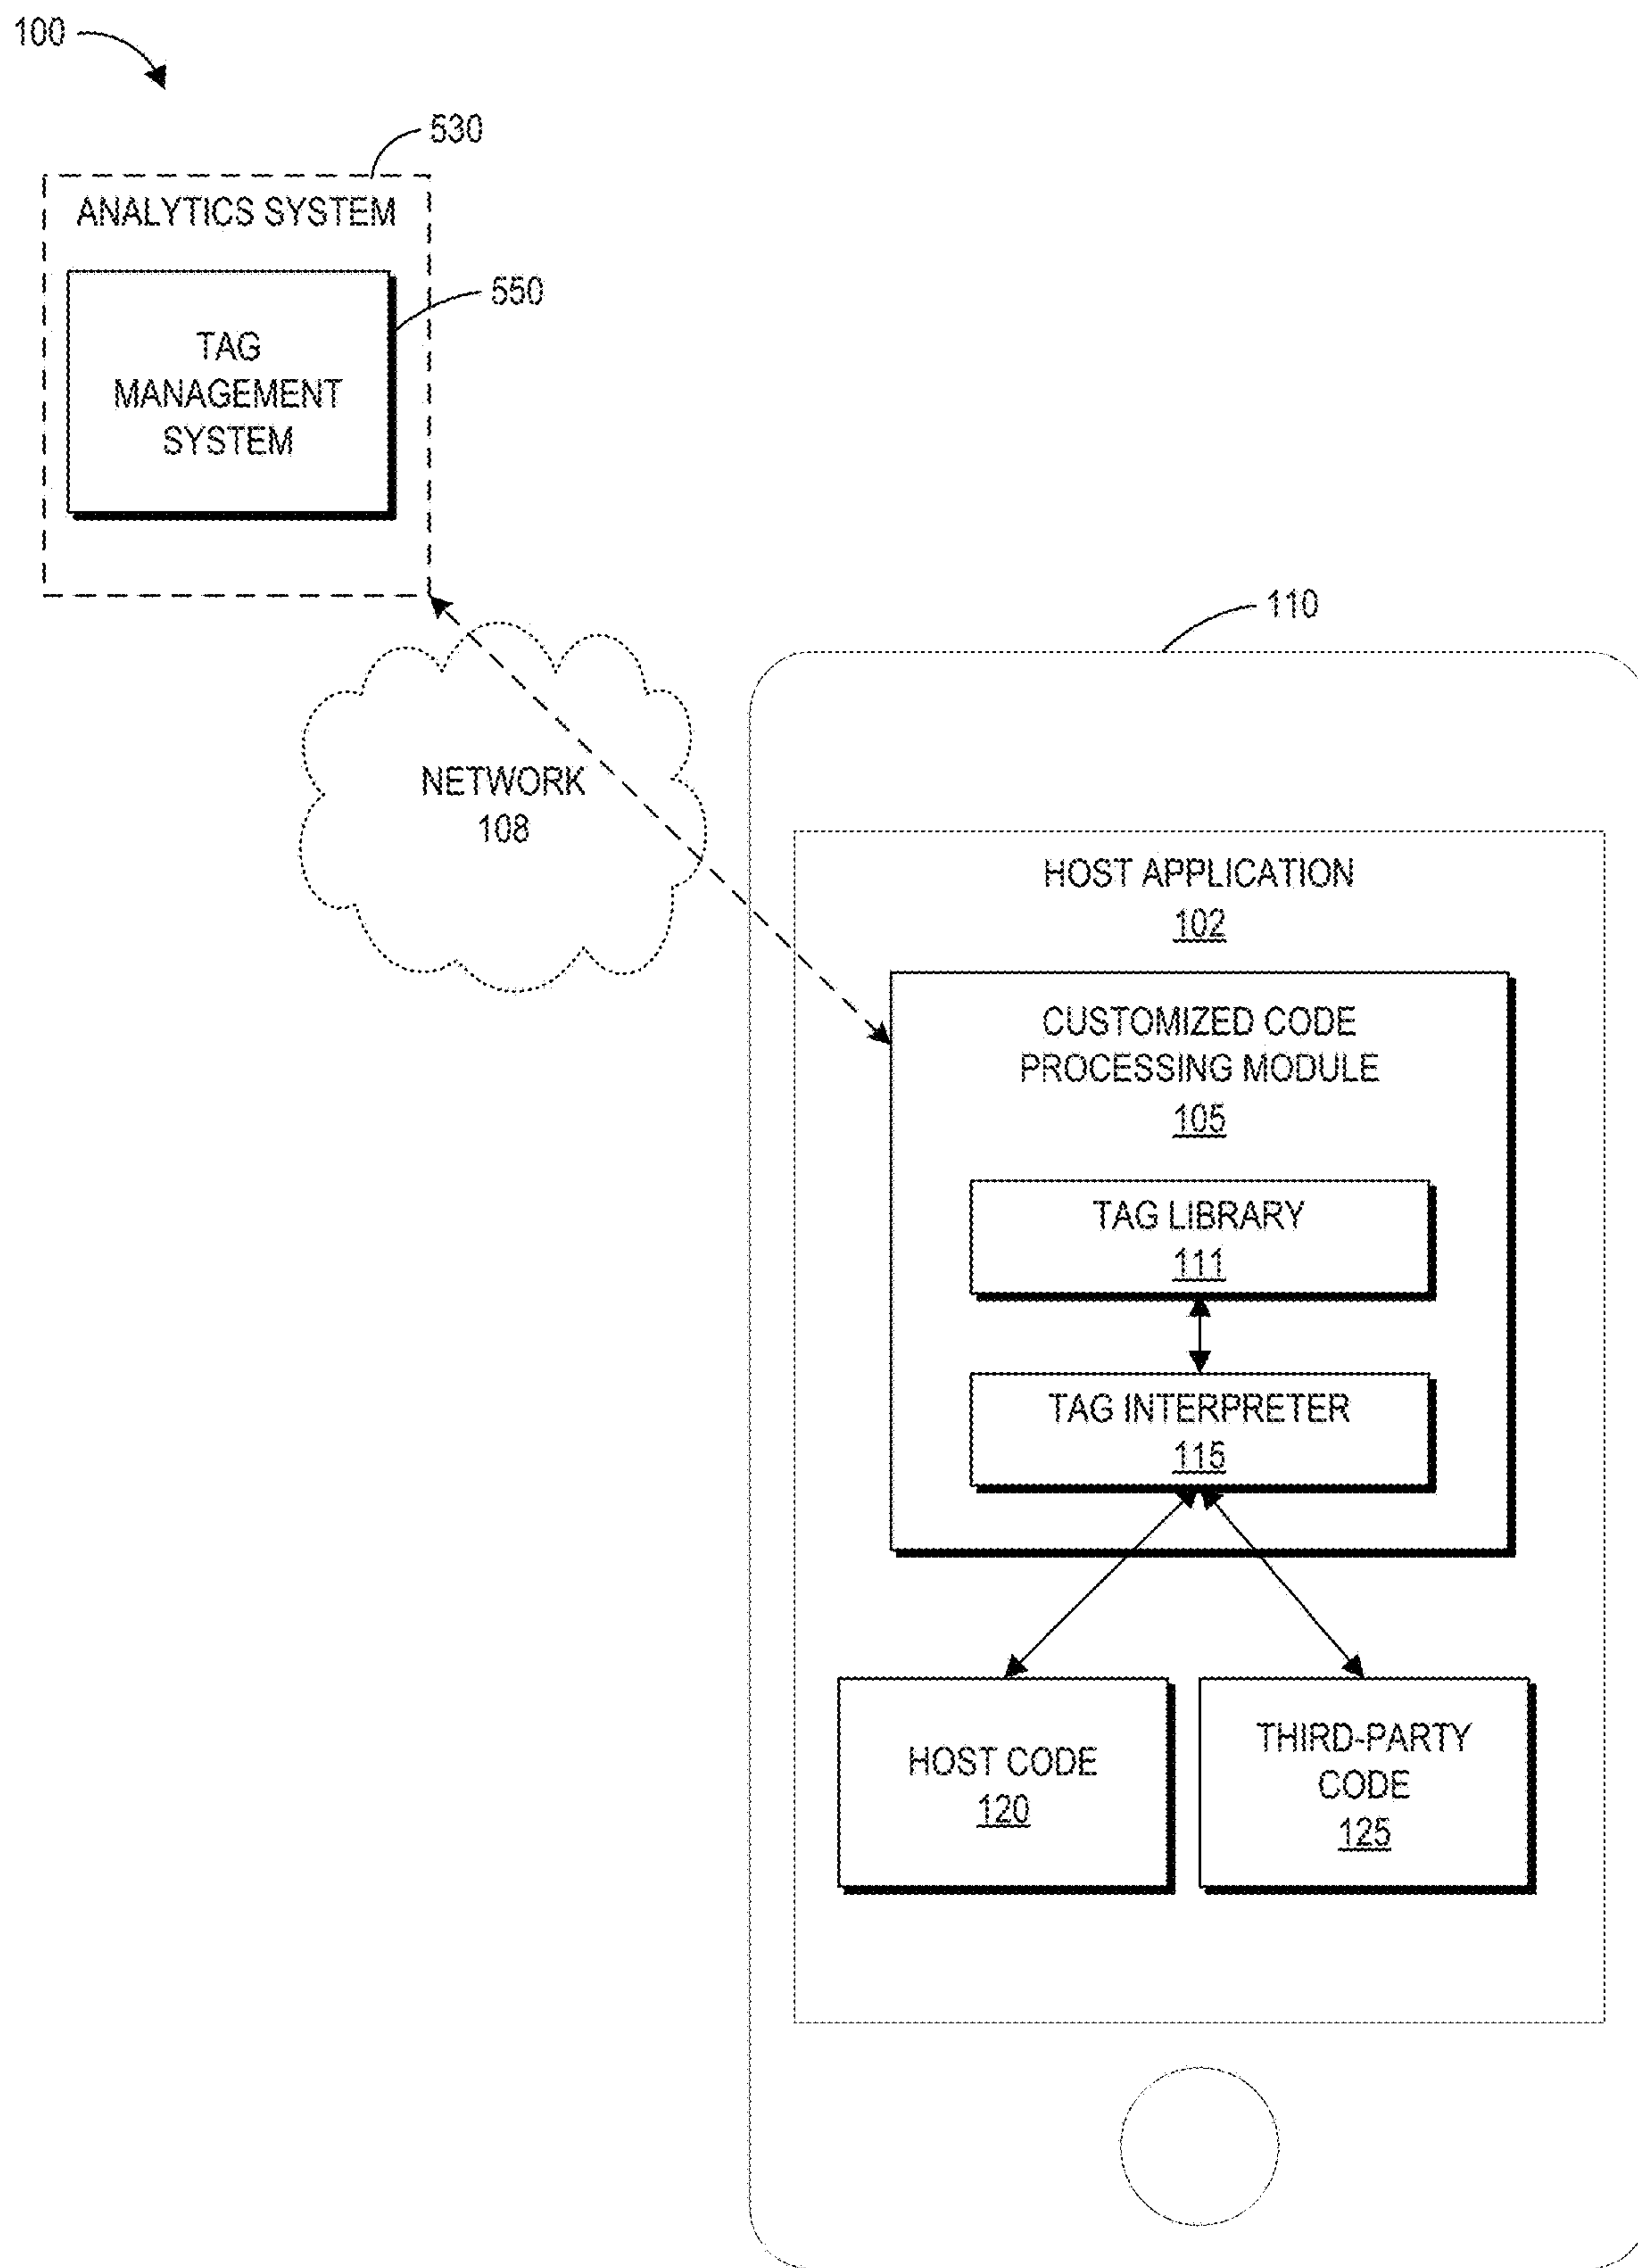 100
530
ANALYTICS SYSTEM
550
TAG
MANAGEMENT
SYSTEM
110
NETWORK
108
HOST APPLICATION
102
CUSTOMIZED CODE
PROCESSING MODULE
105
TAG LIBRARY
111
TAG INTERPRETER
115
HOST CODE
120
THIRD-PARTY
CODE
125